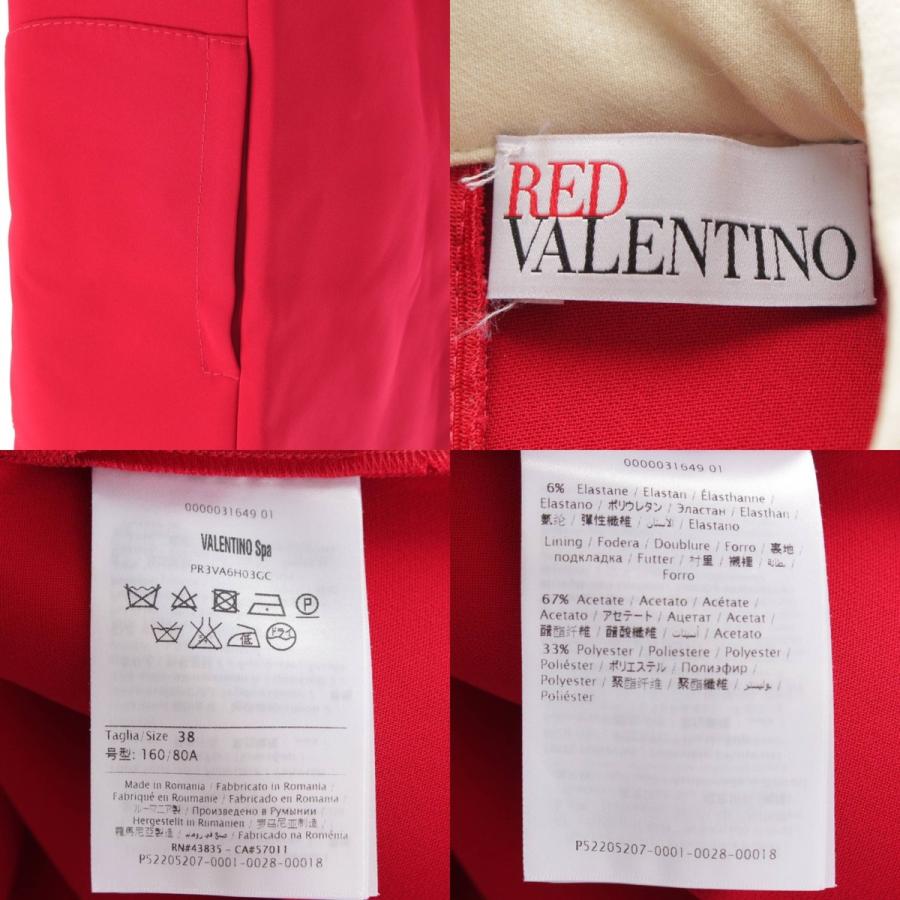 RED
VALENTINO
0000031649 01
VALENTINO Spa
PR3VA6H03GC
低 ドライ
Taglia/Size 38
号型: 160/80A
Made in Romania / Fabbricato in Romania /
Fabriqué en Roumanie / Fabricado en Romania /
ルーマニア製 / Произведено в Румынии /
Hergestellt in Rumänien / 罗马尼亚制造 /
羅馬尼亞製造 / صنع في رومانيا / Fabricado na Roménia
RN#43835 - CA#57011
P52205207-0001-0028-00018
0000031649 01
6% Elastane / Elastan / Élasthanne /
Elastano / ポリウレタン / Эластан / Elasthan /
氨纶 / 彈性纖維 / الأستان / Elastano
Lining / Fodera / Doublure / Forro / 裏地
/ подкладка / Futter / 衬里 / 襯裡 / بطانة /
Forro
67% Acetate / Acetato / Acétate /
Acetato / アセテート / Ацетат / Acetat /
醋酯纤维 / 醋酸纖維 / أسيتات / Acetato
33% Polyester / Poliestere / Polyester /
Poliéster / ポリエステル / Полиэфир /
Polyester / 聚酯纤维 / 聚酯纖維 / بوليستر /
Poliéster
P52205207-0001-0028-00018